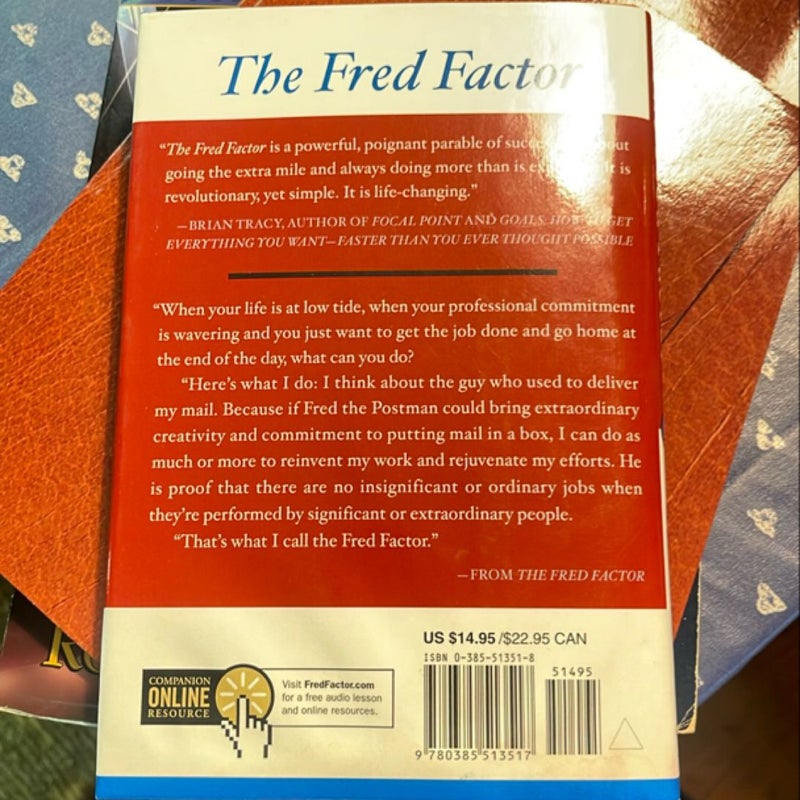 The Fred Factor
“The Fred Factor is a powerful, poignant parable of success about
going the extra mile and always doing more than is It is
revolutionary, yet simple. It is life-changing.”
—BRIAN TRACY, AUTHOR OF FOCAL POINT AND GOALS: HOW TO GET
EVERYTHING YOU WANT—FASTER THAN YOU EVER THOUGHT POSSIBLE
“When your life is at low tide, when your professional commitment
is wavering and you just want to get the job done and go home at
the end of the day, what can you do?
“Here’s what I do: I think about the guy who used to deliver
my mail. Because if Fred the Postman could bring extraordinary
creativity and commitment to putting mail in a box, I can do as
much or more to reinvent my work and rejuvenate my efforts. He
is proof that there are no insignificant or ordinary jobs when
they’re performed by significant or extraordinary people.
“That’s what I call the Fred Factor.”
—FROM THE FRED FACTOR
US $14.95/$22.95 CAN
ISBN 0-385-51351-8
51495
9 780385 513517
COMPANION
ONLINE
RESOURCE
Visit FredFactor.com
for a free audio lesson
and online resources.